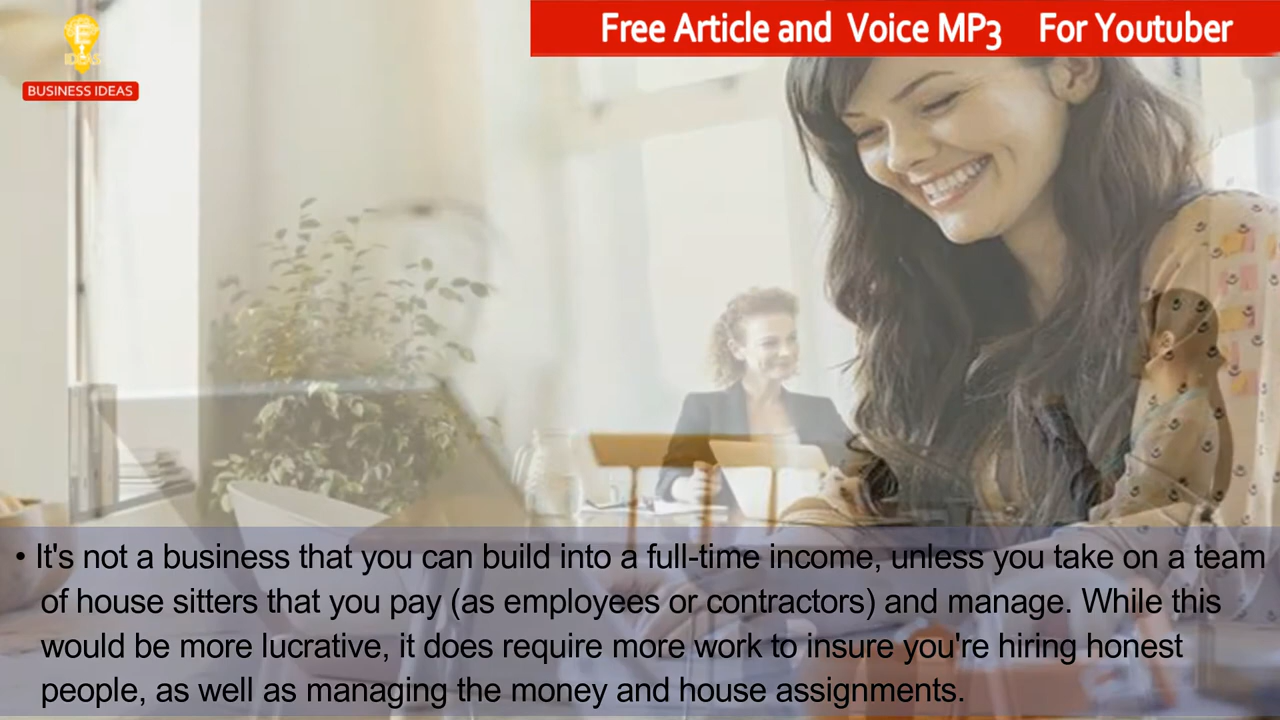 Free Article and Voice MP3 For Youtuber
E
IDEAS
BUSINESS IDEAS
• It's not a business that you can build into a full-time income, unless you take on a team
of house sitters that you pay (as employees or contractors) and manage. While this
would be more lucrative, it does require more work to insure you're hiring honest
people, as well as managing the money and house assignments.